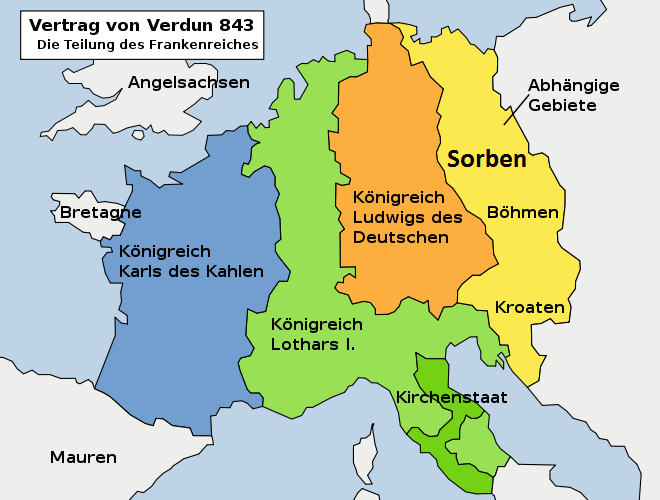 Vertrag von Verdun 843
Die Teilung des Frankenreiches
Angelsachsen
Abhängige
Gebiete
Sorben
Bretagne
Königreich
Ludwigs des
Deutschen
Böhmen
Königreich
Karls des Kahlen
Kroaten
Königreich
Lothars I.
Kirchenstaat
Mauren